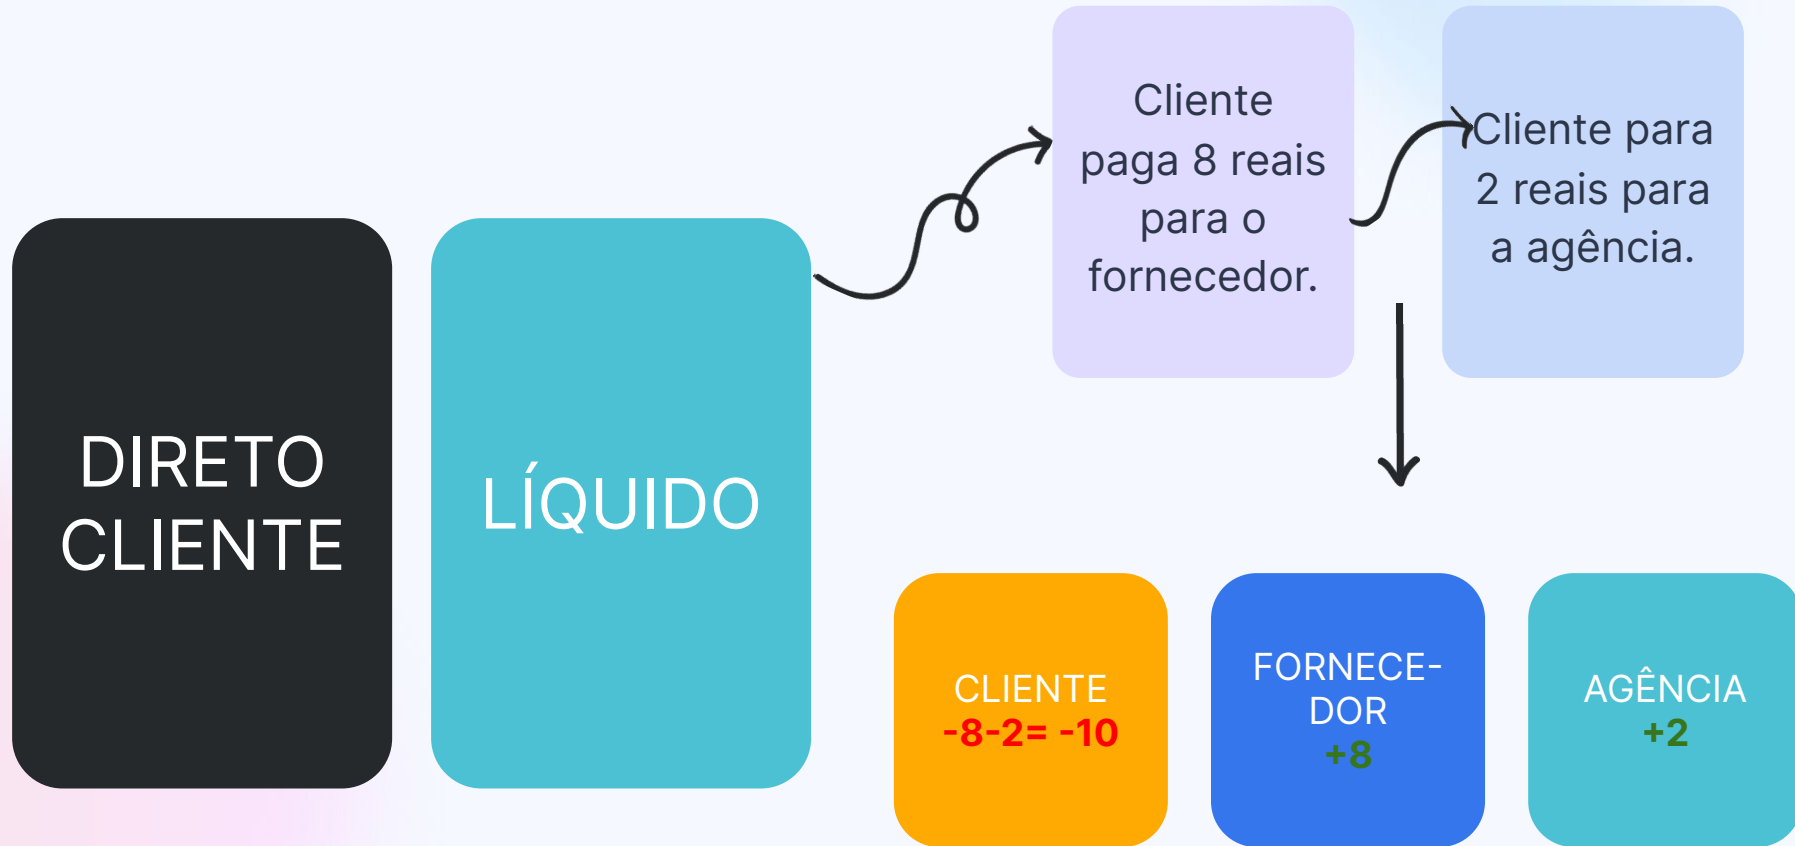 DIRETO
CLIENTE
LÍQUIDO
Cliente
paga 8 reais
para o
fornecedor.
Cliente para
2 reais para
a agência.
CLIENTE
-8-2= -10
FORNECE-
DOR
+8
AGÊNCIA
+2